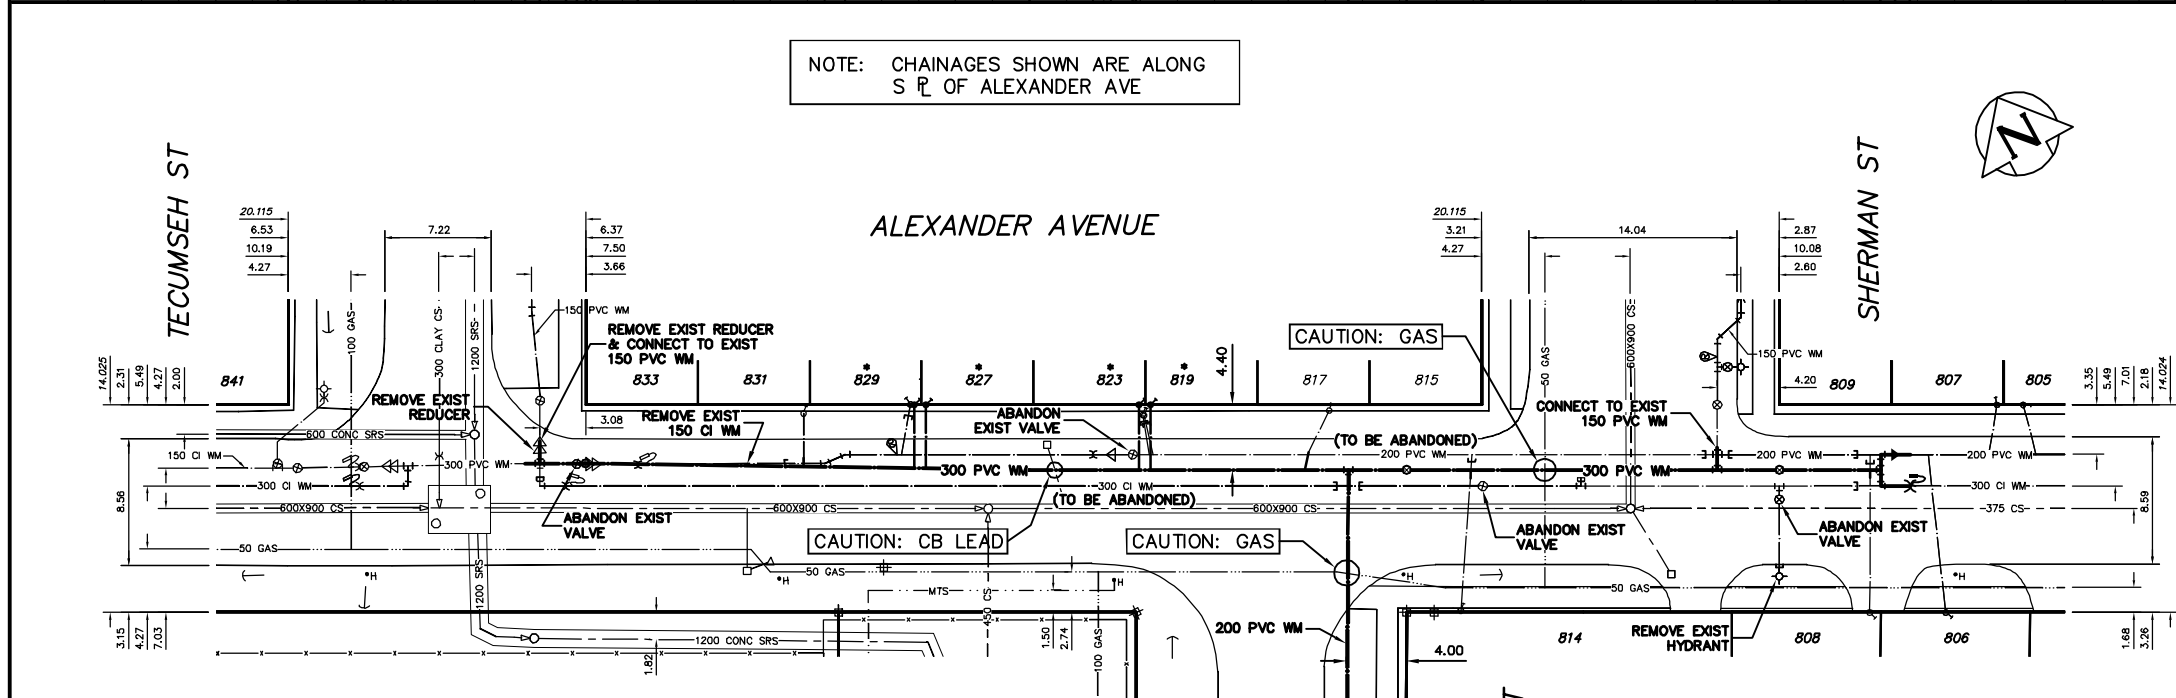 NOTE: CHAINAGES SHOWN ARE ALONG
S PL OF ALEXANDER AVE
N
TECUMSEH ST
ALEXANDER AVENUE
SHERMAN ST
20.115
6.53
10.19
4.27
7.22
6.37
7.50
3.66
20.115
3.21
4.27
14.04
2.87
10.08
2.60
100 GAS
300 CLAY CS
1200 SRS
150 PVC WM
REMOVE EXIST REDUCER
& CONNECT TO EXIST
150 PVC WM
4.40
CAUTION: GAS
50 GAS
600X900 CS
150 PVC WM
14.025
2.31
5.49
4.27
2.00
841
833
831
*
829
*
827
*
823
*
819
817
815
4.20
809
807
805
3.35
5.49
7.01
2.18
14.024
REMOVE EXIST
REDUCER
3.08
REMOVE EXIST
150 CI WM
ABANDON
EXIST VALVE
(TO BE ABANDONED)
CONNECT TO EXIST
150 PVC WM
600 CONC SRS
150 CI WM
300 PVC WM
200 PVC WM
200 PVC WM
200 PVC WM
300 PVC WM
300 PVC WM
300 CI WM
300 CI WM
300 CI WM
(TO BE ABANDONED)
8.56
8.59
600X900 CS
600X900 CS
600X900 CS
375 CS
ABANDON EXIST
VALVE
ABANDON EXIST
VALVE
ABANDON EXIST
VALVE
CAUTION: CB LEAD
CAUTION: GAS
50 GAS
50 GAS
50 GAS
H
H
H
H
H
MTS
1200 SRS
450 CS
1.50
2.74
100 GAS
3.15
4.27
7.03
1200 CONC SRS
1.82
200 PVC WM
4.00
814
REMOVE EXIST
HYDRANT
808
806
1.68
3.26